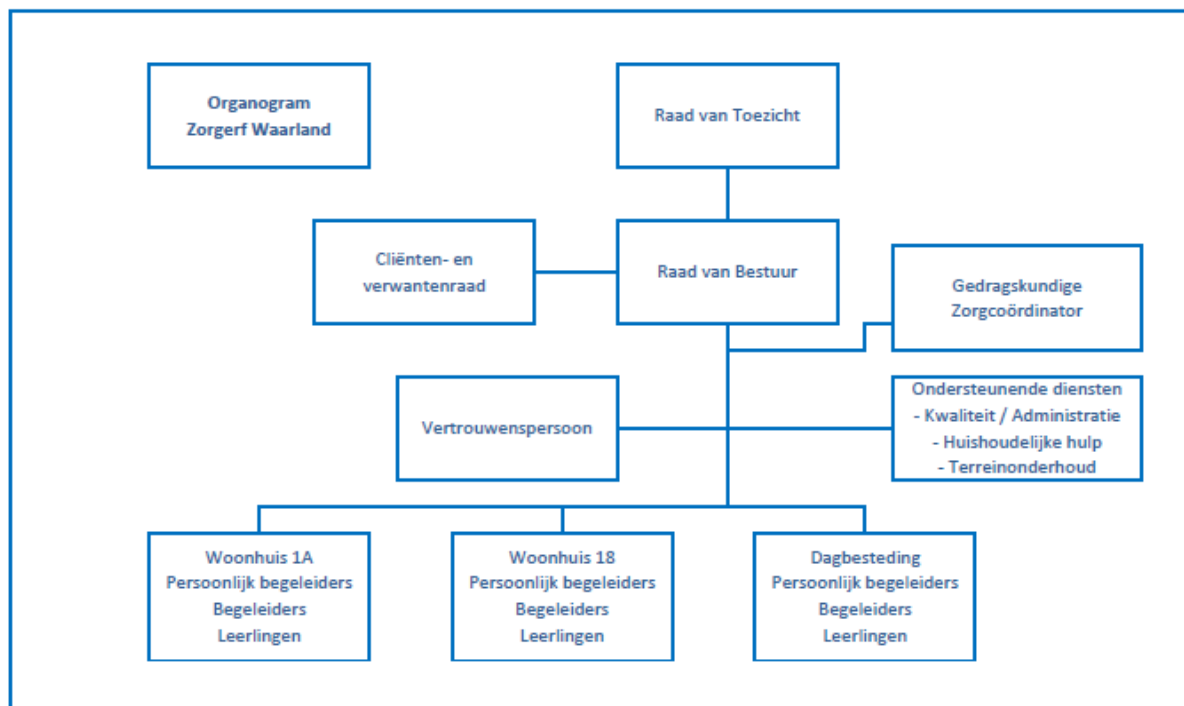 Organogram
Zorgerf Waarland
Raad van Toezicht
Cliënten- en
verwantenraad
Raad van Bestuur
Gedragskundige
Zorgcoördinator
Vertrouwenspersoon
Ondersteunende diensten
- Kwaliteit / Administratie
- Huishoudelijke hulp
- Terreinonderhoud
Woonhuis 1A
Persoonlijk begeleiders
Begeleiders
Leerlingen
Woonhuis 18
Persoonlijk begeleiders
Begeleiders
Leerlingen
Dagbesteding
Persoonlijk begeleiders
Begeleiders
Leerlingen